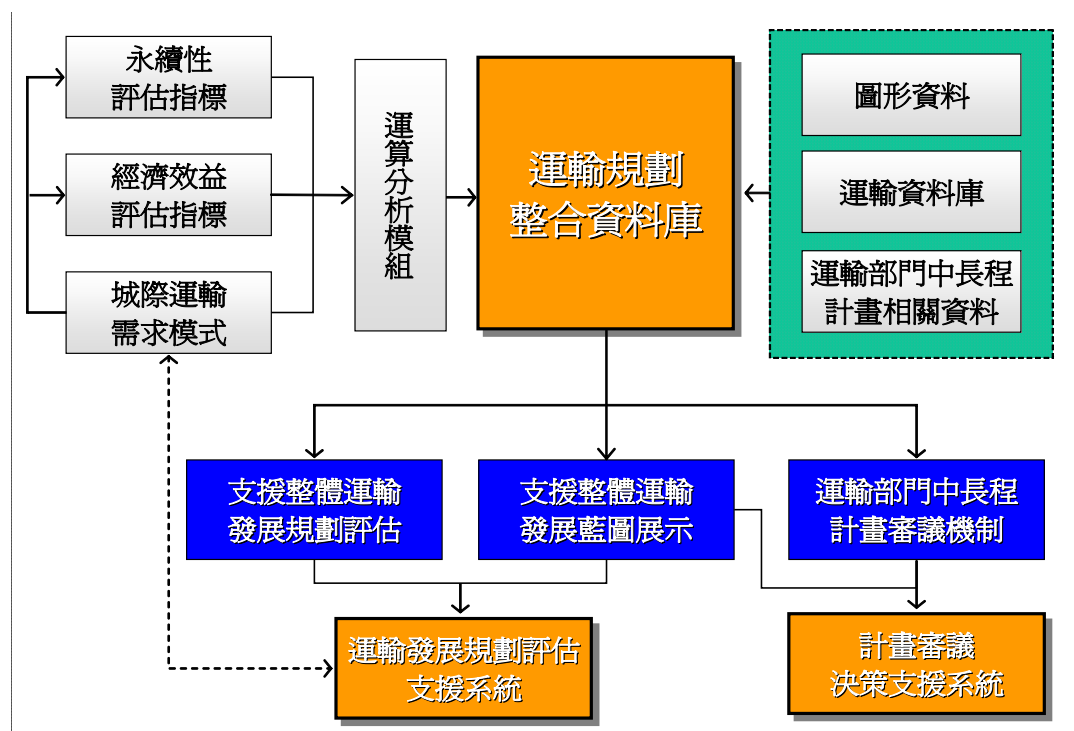 永續性
評估指標
經濟效益
評估指標
城際運輸
需求模式
運算分析模組
運輸規劃
整合資料庫
圖形資料
運輸資料庫
運輸部門中長程
計畫相關資料
支援整體運輸
發展規劃評估
支援整體運輸
發展藍圖展示
運輸部門中長程
計畫審議機制
運輸發展規劃評估
支援系統
計畫審議
決策支援系統